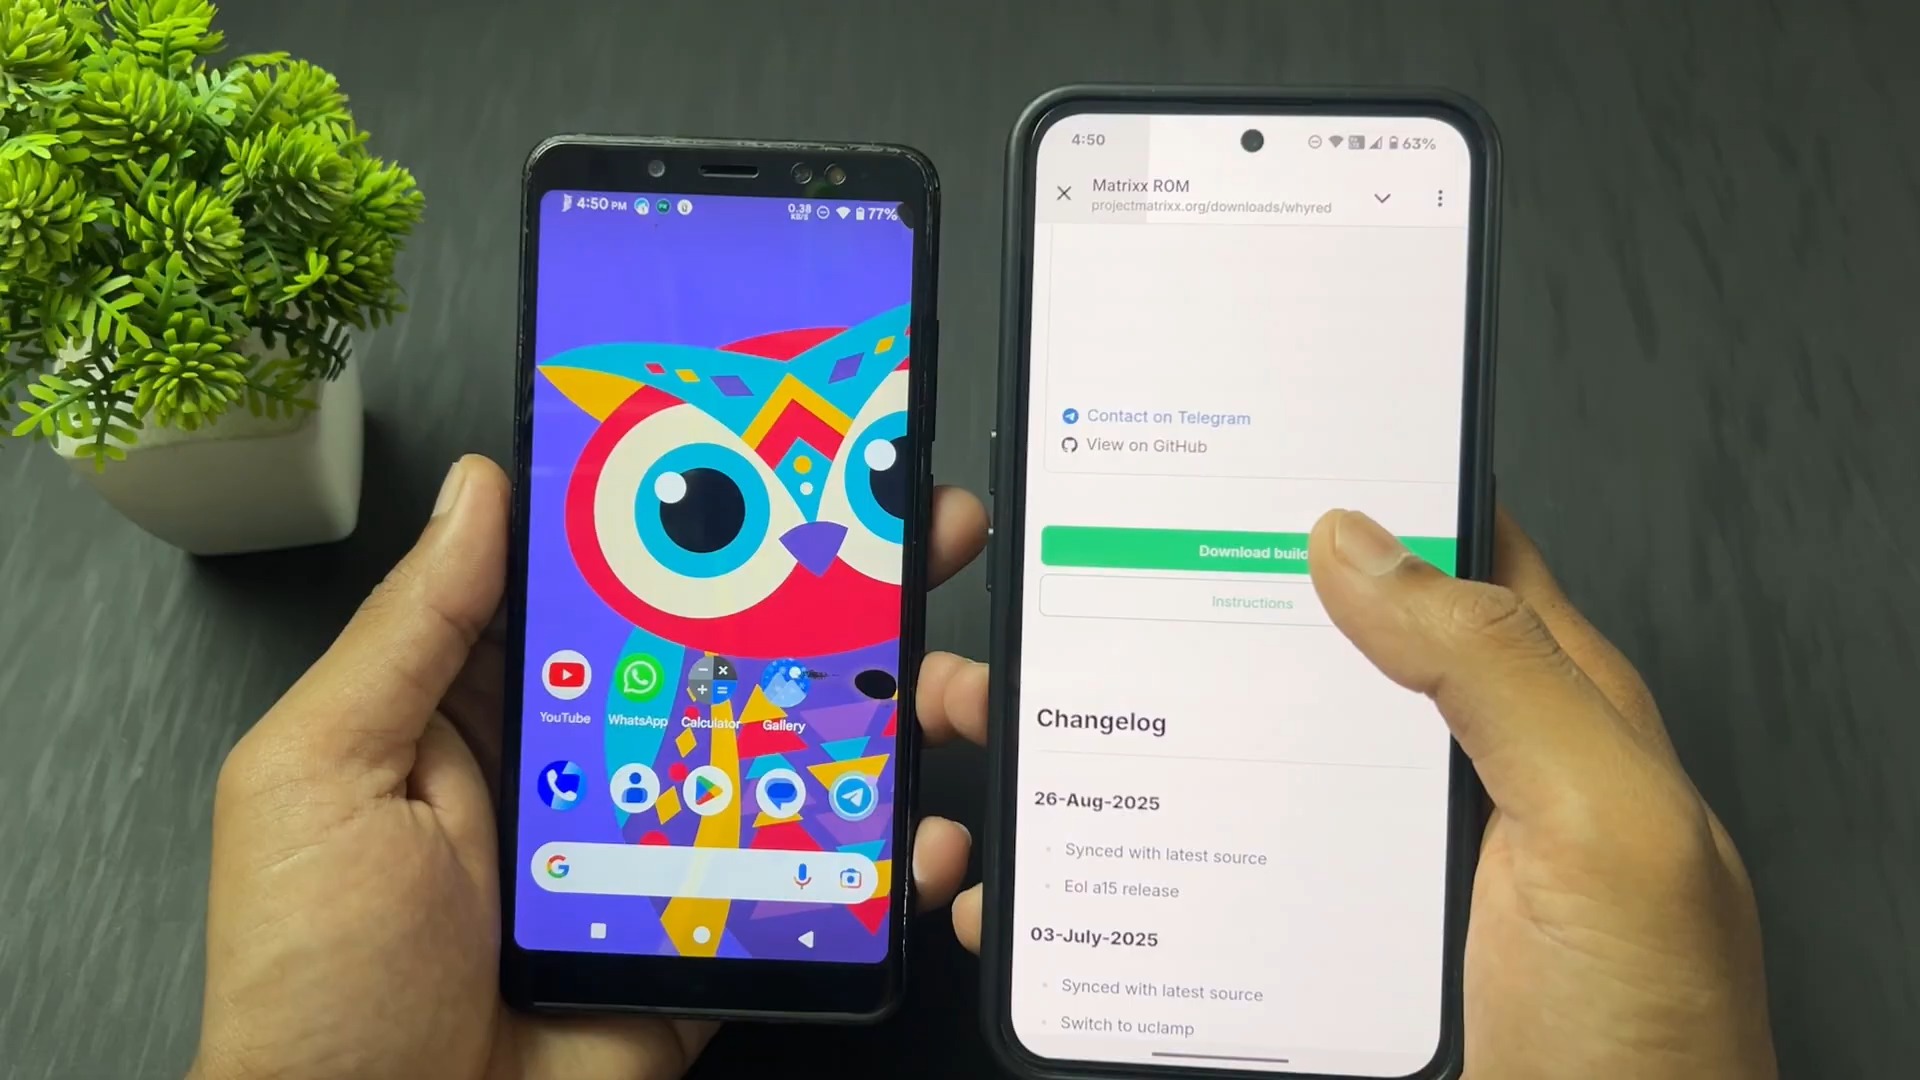 4:50 PM
0.38
KB/S
77%
YouTube
WhatsApp
Calculator
Gallery
4:50
63%
Matrixx ROM
projectmatrixx.org/downloads/whyred
Contact on Telegram
View on GitHub
Download build
Instructions
Changelog
26-Aug-2025
Synced with latest source
Eol a15 release
03-July-2025
Synced with latest source
Switch to uclamp